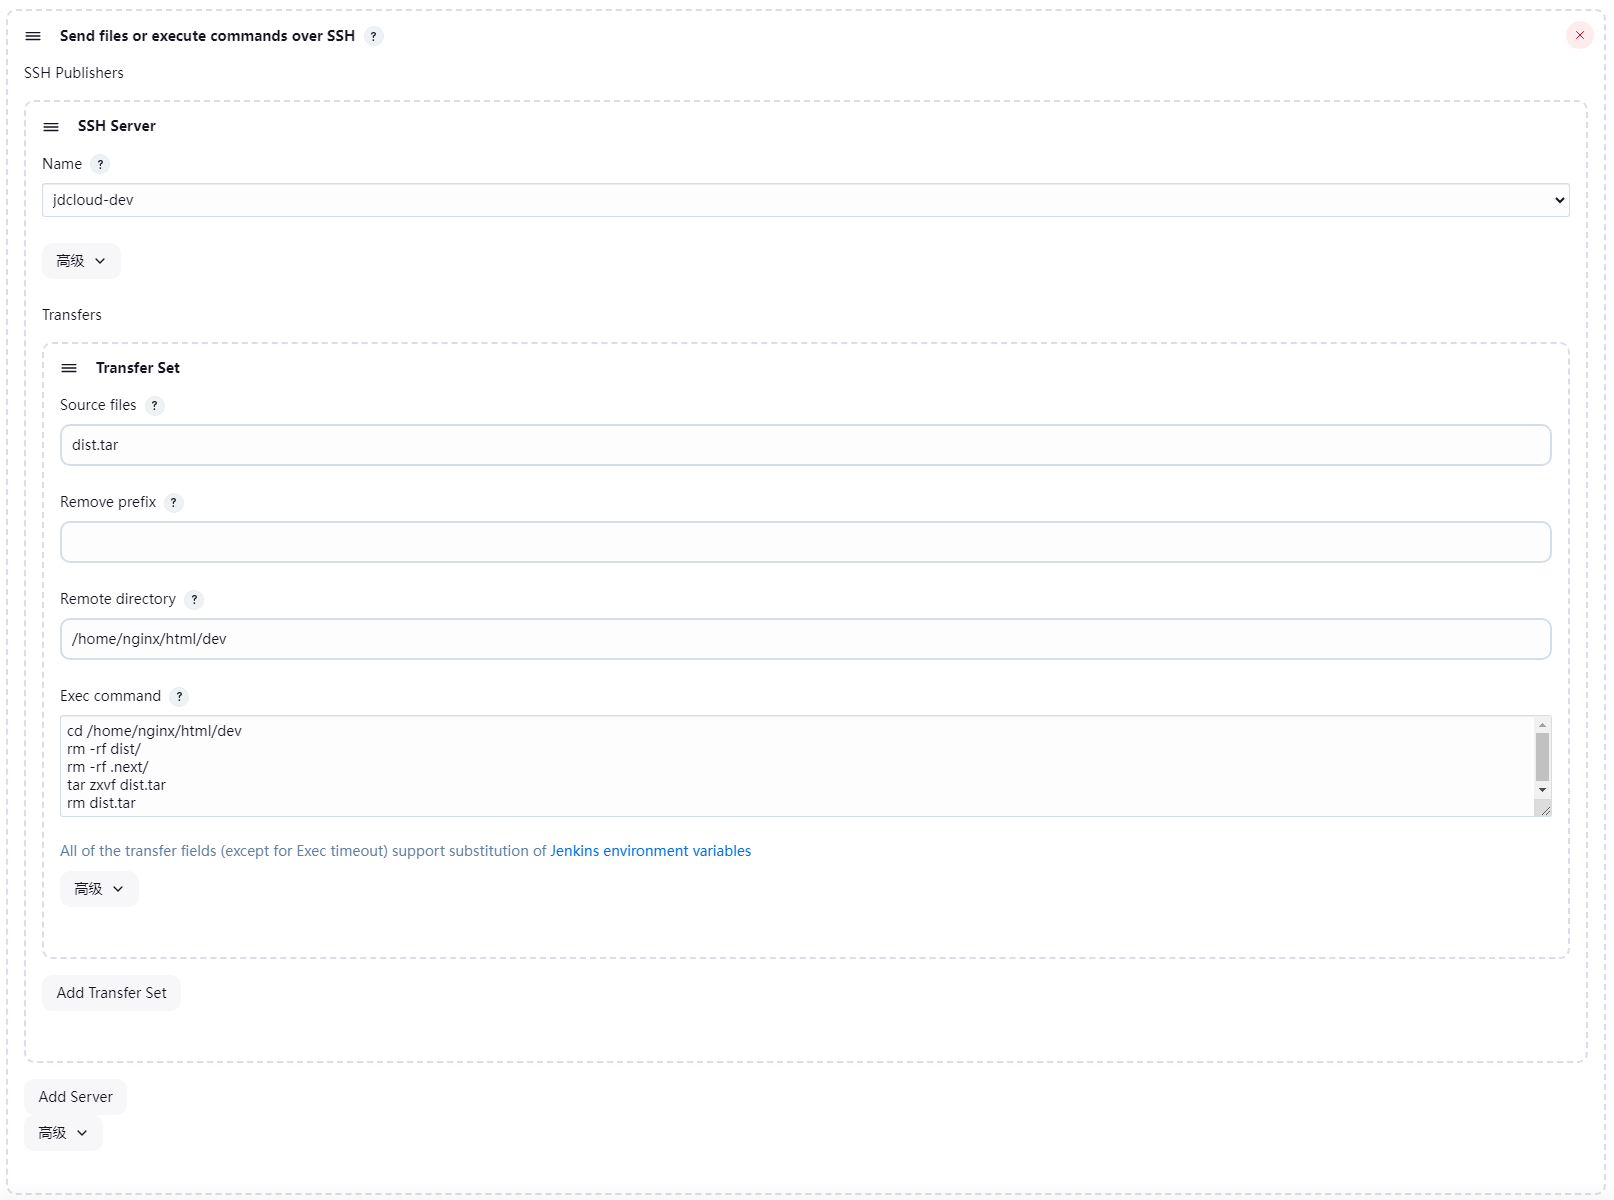 Send files or execute commands over SSH ?
SSH Publishers
SSH Server
Name ?
jdcloud-dev
高级
Transfers
Transfer Set
Source files ?
dist.tar
Remove prefix ?
Remote directory ?
/home/nginx/html/dev
Exec command ?
cd /home/nginx/html/dev
rm -rf dist/
rm -rf .next/
tar zxvf dist.tar
rm dist.tar
All of the transfer fields (except for Exec timeout) support substitution of Jenkins environment variables
高级
Add Transfer Set
Add Server
高级